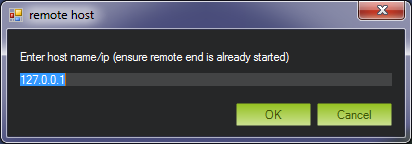 remote host
Enter host name/ip (ensure remote end is already started)
127.0.0.1
OK
Cancel